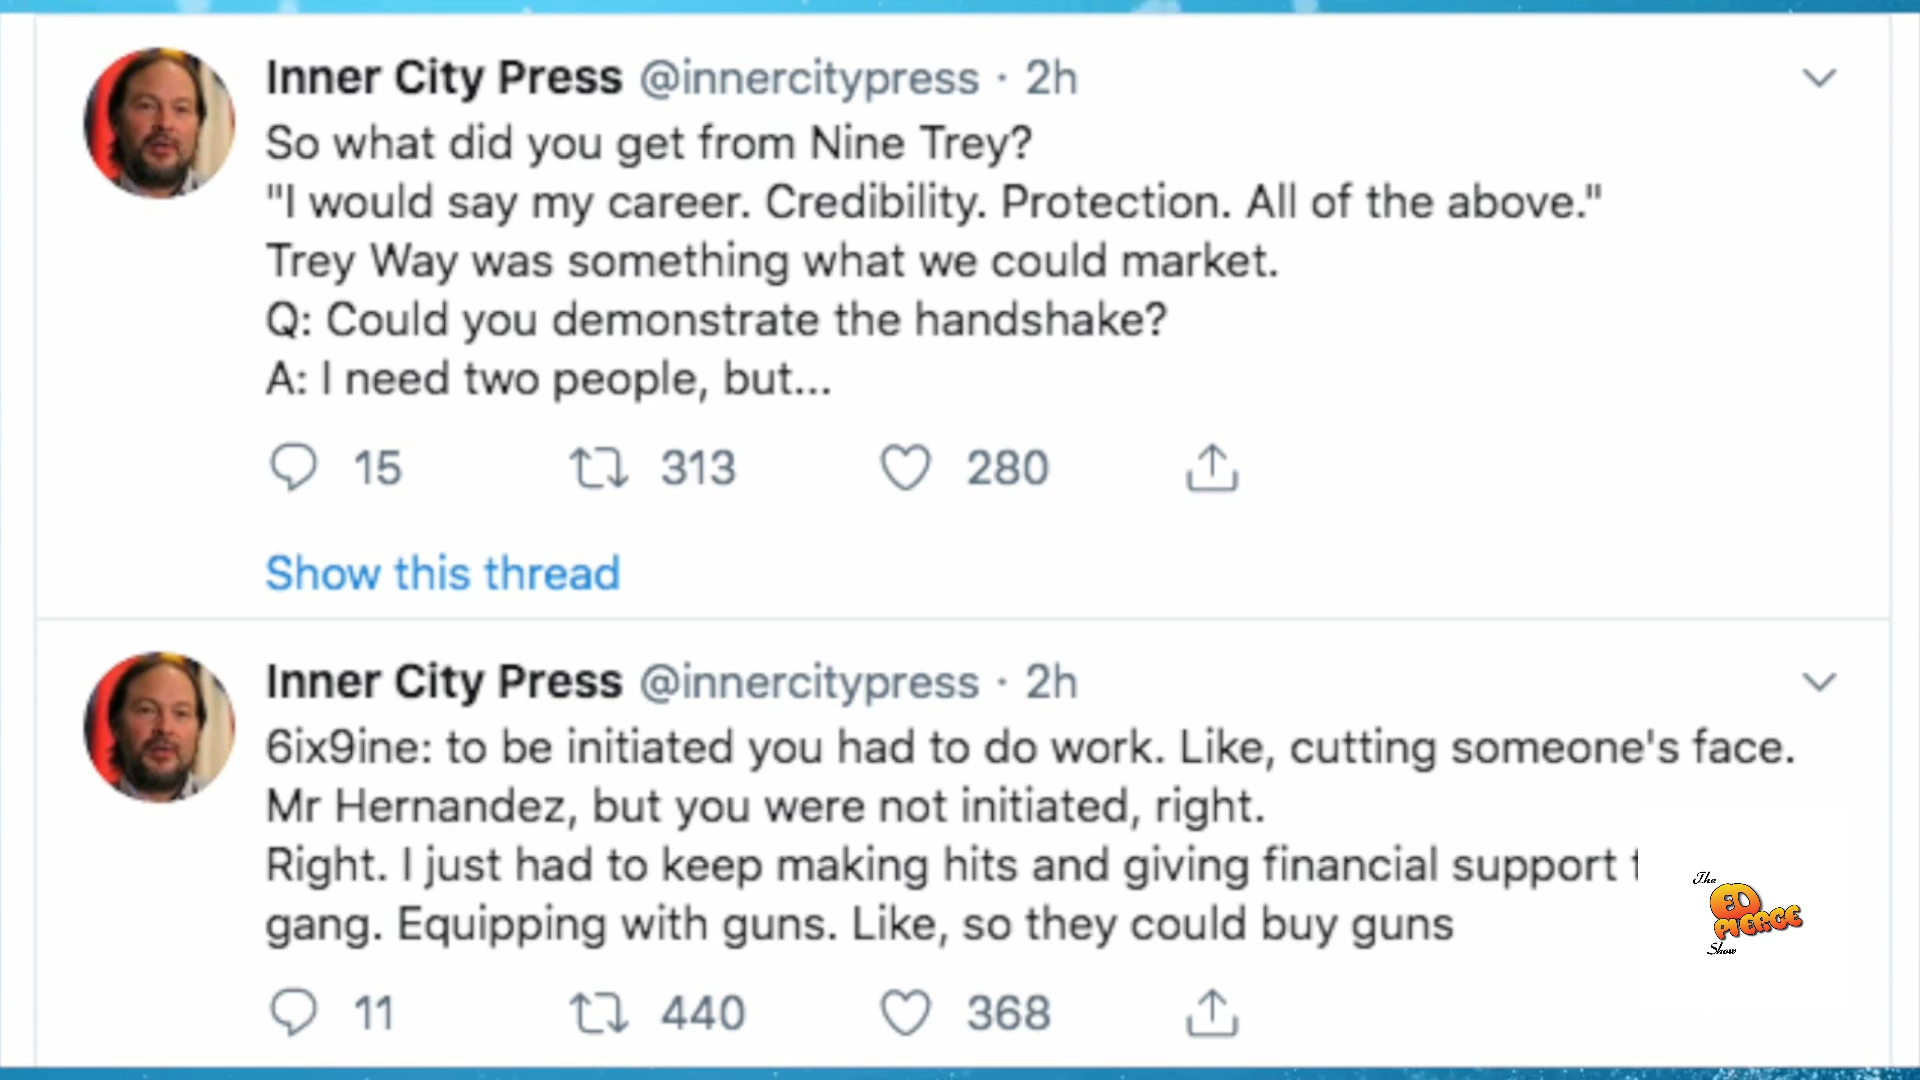 Inner City Press @innercitypress · 2h
So what did you get from Nine Trey?
"I would say my career. Credibility. Protection. All of the above."
Trey Way was something what we could market.
Q: Could you demonstrate the handshake?
A: I need two people, but...
15 313 280
Show this thread
Inner City Press @innercitypress · 2h
6ix9ine: to be initiated you had to do work. Like, cutting someone's face.
Mr Hernandez, but you were not initiated, right.
Right. I just had to keep making hits and giving financial support
gang. Equipping with guns. Like, so they could buy guns
11 440 368
The
ED
PIERCE
Show